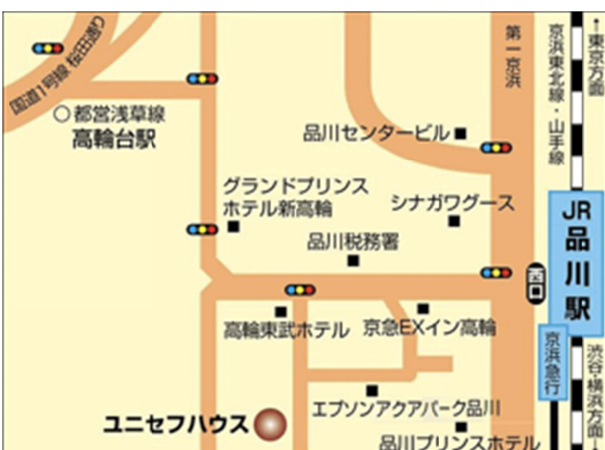 国道1号線 桜田通り
都営浅草線
高輪台駅
第一京浜
京浜東北線・山手線
↑東京方面
品川センタービル
グランドプリンス
ホテル新高輪
シナガワグース
品川税務署
JR品川駅
西口
高輪東武ホテル
京急EXイン高輪
京浜急行
渋谷・横浜方面↓
エプソンアクアパーク品川
ユニセフハウス
品川プリンスホテル